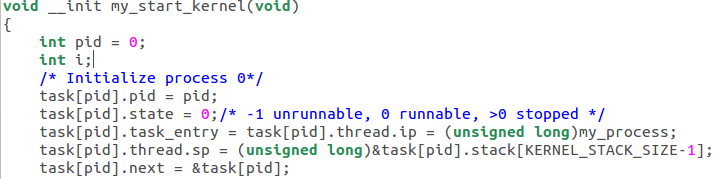 void __init my_start_kernel(void)
{
    int pid = 0;
    int i;
    /* Initialize process 0*/
    task[pid].pid = pid;
    task[pid].state = 0;/* -1 unrunnable, 0 runnable, >0 stopped */
    task[pid].task_entry = task[pid].thread.ip = (unsigned long)my_process;
    task[pid].thread.sp = (unsigned long)&task[pid].stack[KERNEL_STACK_SIZE-1];
    task[pid].next = &task[pid];